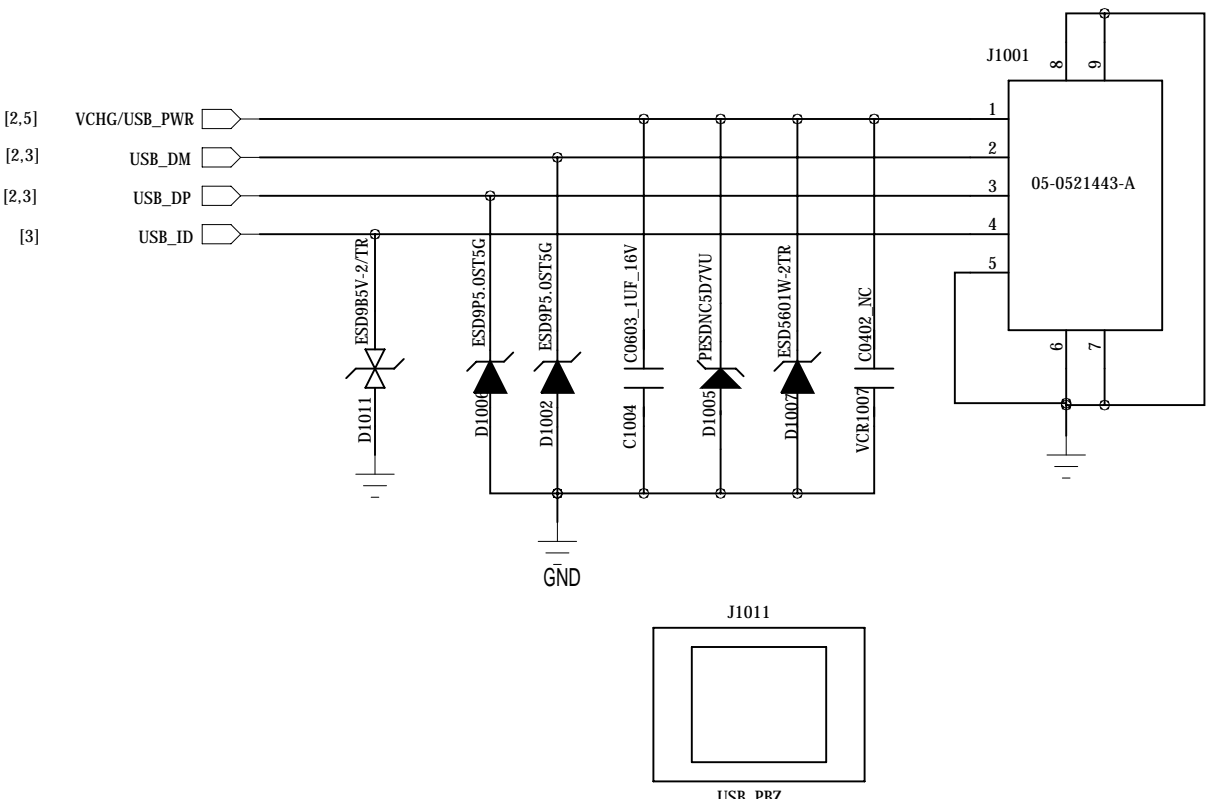 J1001
8
9
[2,5] VCHG/USB_PWR
1
[2,3] USB_DM
2
[2,3] USB_DP
3
05-0521443-A
[3] USB_ID
4
5
6
7
ESD9B5V-2/TR
D1011
ESD9P5.0ST5G
D1006
ESD9P5.0ST5G
D1002
C0603_1UF_16V
C1004
PESDNC5D7VU
D1005
ESD5601W-2TR
D1007
C0402_NC
VCR1007
GND
J1011
USB_PBZ